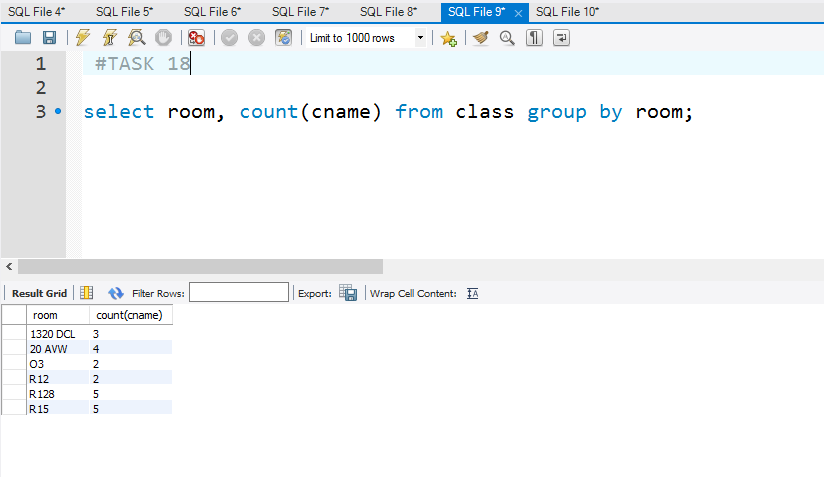 SQL File 4* SQL File 5* SQL File 6* SQL File 7* SQL File 8* SQL File 9* SQL File 10*
Limit to 1000 rows
1 #TASK 18
2
3 select room, count(cname) from class group by room;
Result Grid Filter Rows: Export: Wrap Cell Content:
room count(cname)
1320 DCL 3
20 AVW 4
O3 2
R12 2
R128 5
R15 5